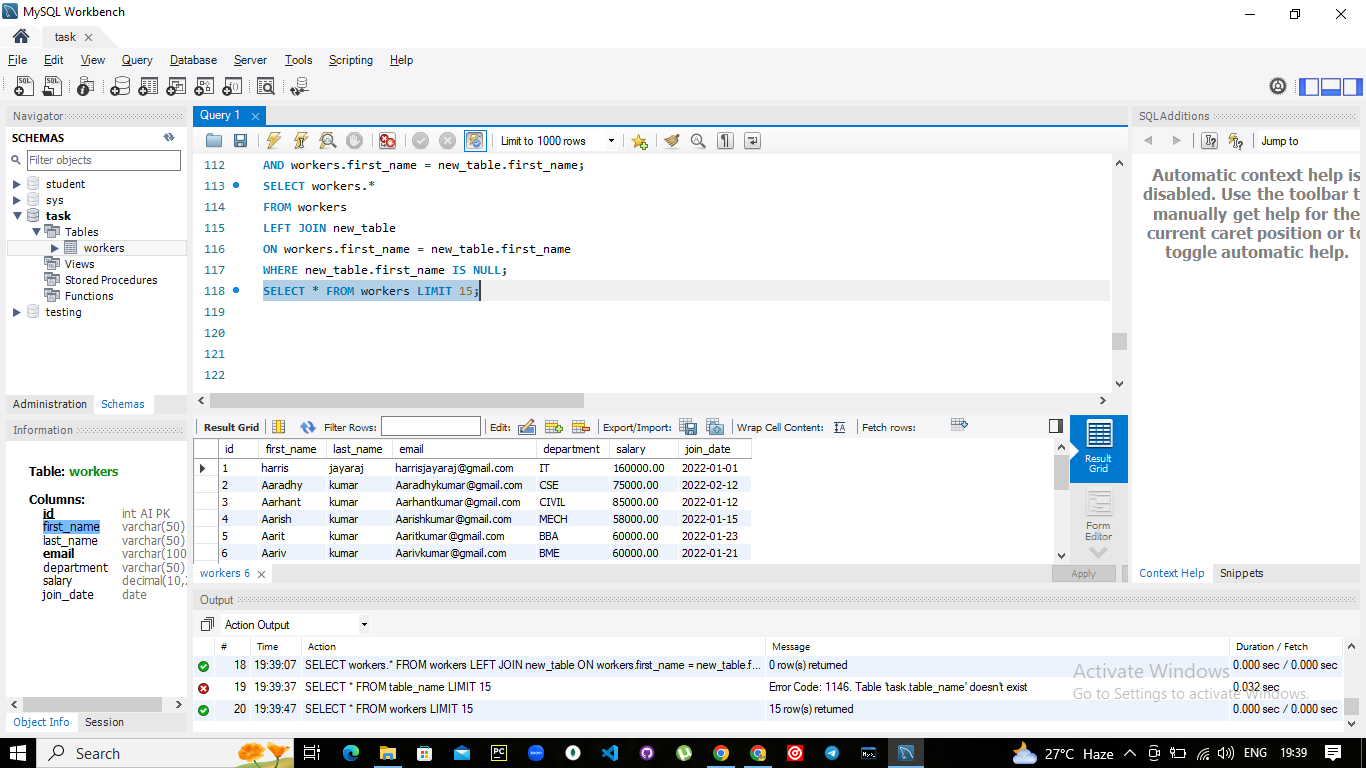 MySQL Workbench
task
File Edit View Query Database Server Tools Scripting Help
Navigator
SCHEMAS
Filter objects
student
sys
task
Tables
workers
Views
Stored Procedures
Functions
testing
Administration Schemas
Information
Table: workers
Columns:
id int AI PK
first_name varchar(50)
last_name varchar(50)
email varchar(100
department varchar(50)
salary decimal(10,
join_date date
Object Info Session
Query 1
Limit to 1000 rows
112 AND workers.first_name = new_table.first_name;
113 SELECT workers.*
114 FROM workers
115 LEFT JOIN new_table
116 ON workers.first_name = new_table.first_name
117 WHERE new_table.first_name IS NULL;
118 SELECT * FROM workers LIMIT 15;
119
120
121
122
Result Grid Filter Rows: Edit: Export/Import: Wrap Cell Content: Fetch rows:
id first_name last_name email department salary join_date
1 harris jayaraj harrisjayaraj@gmail.com IT 160000.00 2022-01-01
2 Aaradhy kumar Aaradhykumar@gmail.com CSE 75000.00 2022-02-12
3 Aarhant kumar Aarhantkumar@gmail.com CIVIL 85000.00 2022-01-12
4 Aarish kumar Aarishkumar@gmail.com MECH 58000.00 2022-01-15
5 Aarit kumar Aaritkumar@gmail.com BBA 60000.00 2022-01-23
6 Aariv kumar Aarivkumar@gmail.com BME 60000.00 2022-01-21
Result
Grid
Form
Editor
workers 6
Apply
SQLAdditions
Jump to
Automatic context help is
disabled. Use the toolbar t
manually get help for the
current caret position or to
toggle automatic help.
Context Help Snippets
Output
Action Output
# Time Action Message Duration / Fetch
18 19:39:07 SELECT workers.* FROM workers LEFT JOIN new_table ON workers.first_name = new_table.f... 0 row(s) returned 0.000 sec / 0.000 sec
19 19:39:37 SELECT * FROM table_name LIMIT 15 Error Code: 1146. Table 'task.table_name' doesn't exist 0.032 sec
20 19:39:47 SELECT * FROM workers LIMIT 15 15 row(s) returned 0.000 sec / 0.000 sec
Activate Windows
Go to Settings to activate Windows.
Search
27°C Haze ENG 19:39